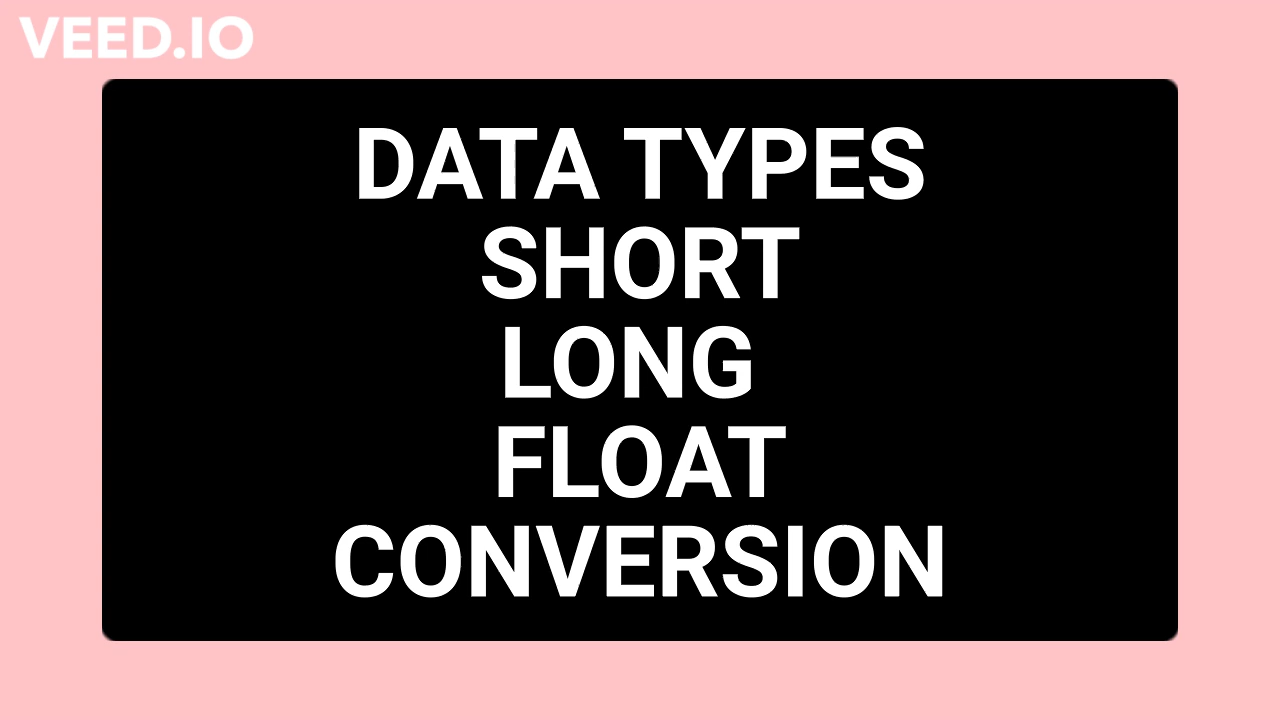 VEED.IO
DATA TYPES
SHORT
LONG
FLOAT
CONVERSION